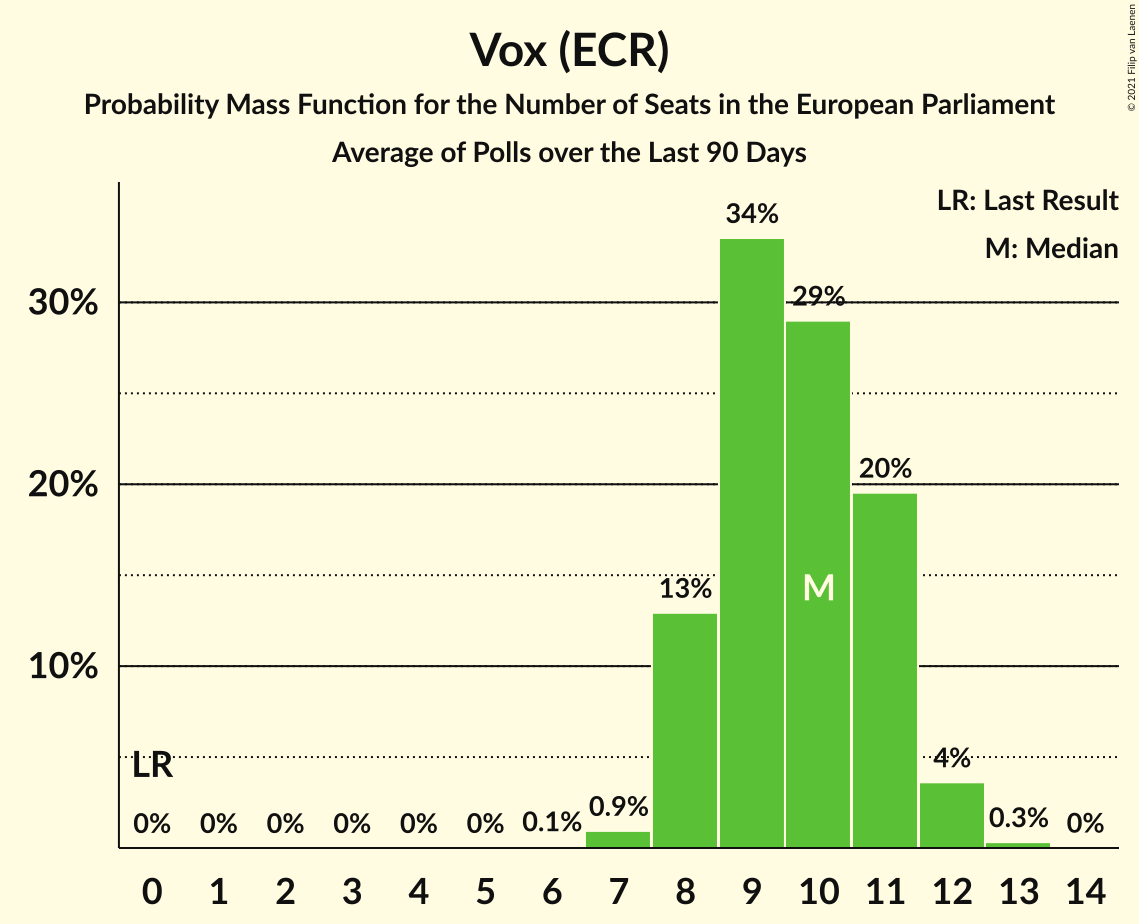 Vox (ECR)
Probability Mass Function for the Number of Seats in the European Parliament
Average of Polls over the Last 90 Days
© 2021 Filip van Laenen
LR: Last Result
M: Median
34%
30%
29%
20%
20%
M
13%
10%
LR
4%
0% 0% 0% 0% 0% 0% 0.1% 0.9% 0.3% 0%
0 1 2 3 4 5 6 7 8 9 10 11 12 13 14